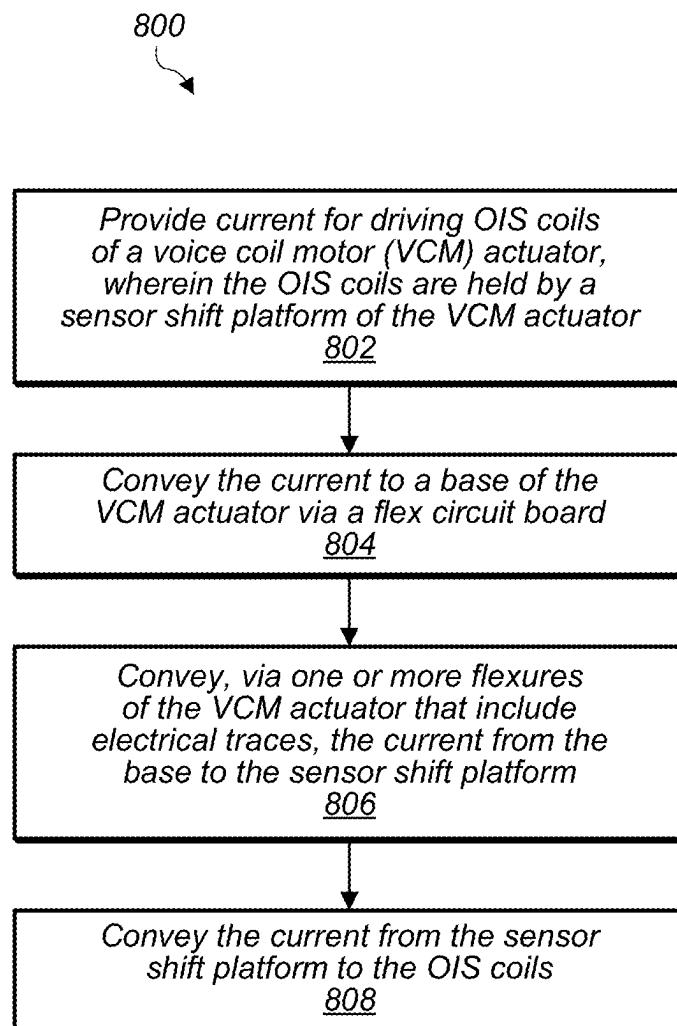 800
Provide current for driving OIS coils
of a voice coil motor (VCM) actuator,
wherein the OIS coils are held by a
sensor shift platform of the VCM actuator
802
Convey the current to a base of the
VCM actuator via a flex circuit board
804
Convey, via one or more flexures
of the VCM actuator that include
electrical traces, the current from the
base to the sensor shift platform
806
Convey the current from the sensor
shift platform to the OIS coils
808